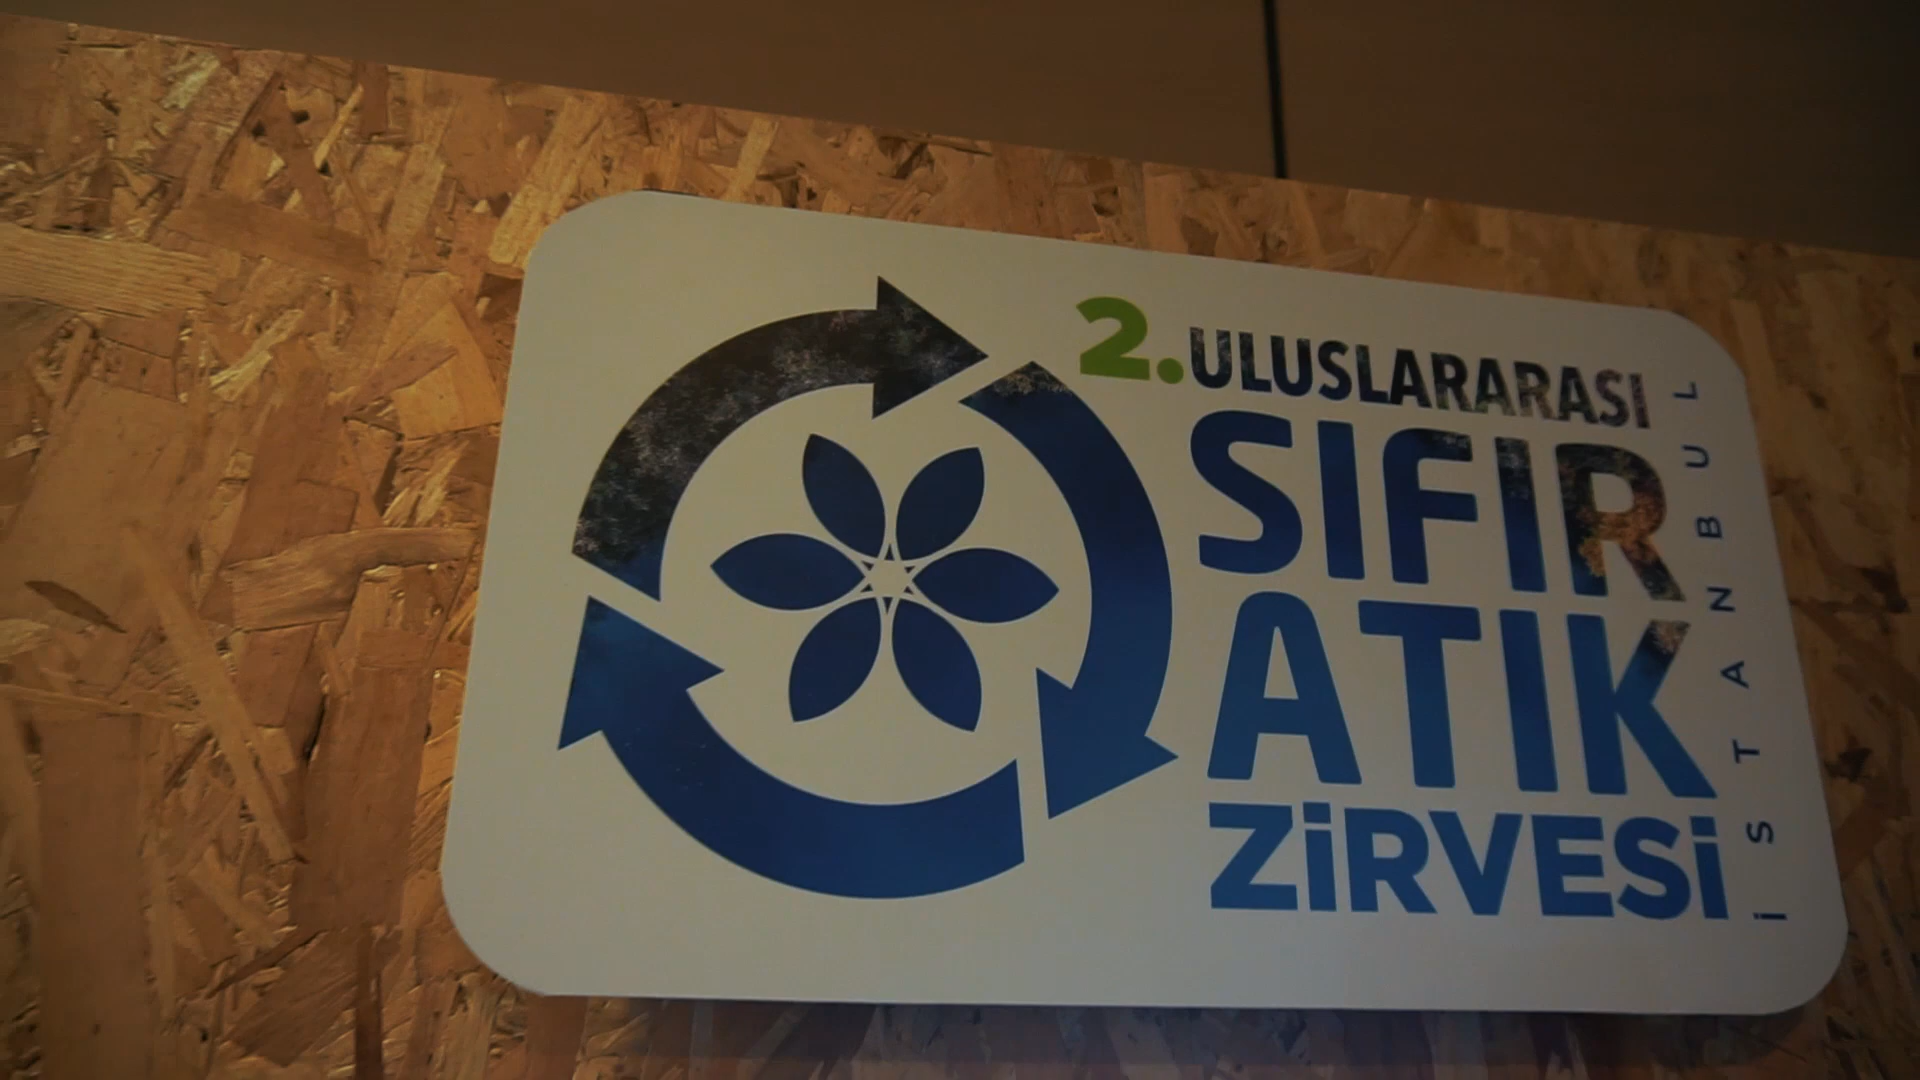 2. ULUSLARARASI
SIFIR
ATIK
ZİRVESİ
İSTANBUL